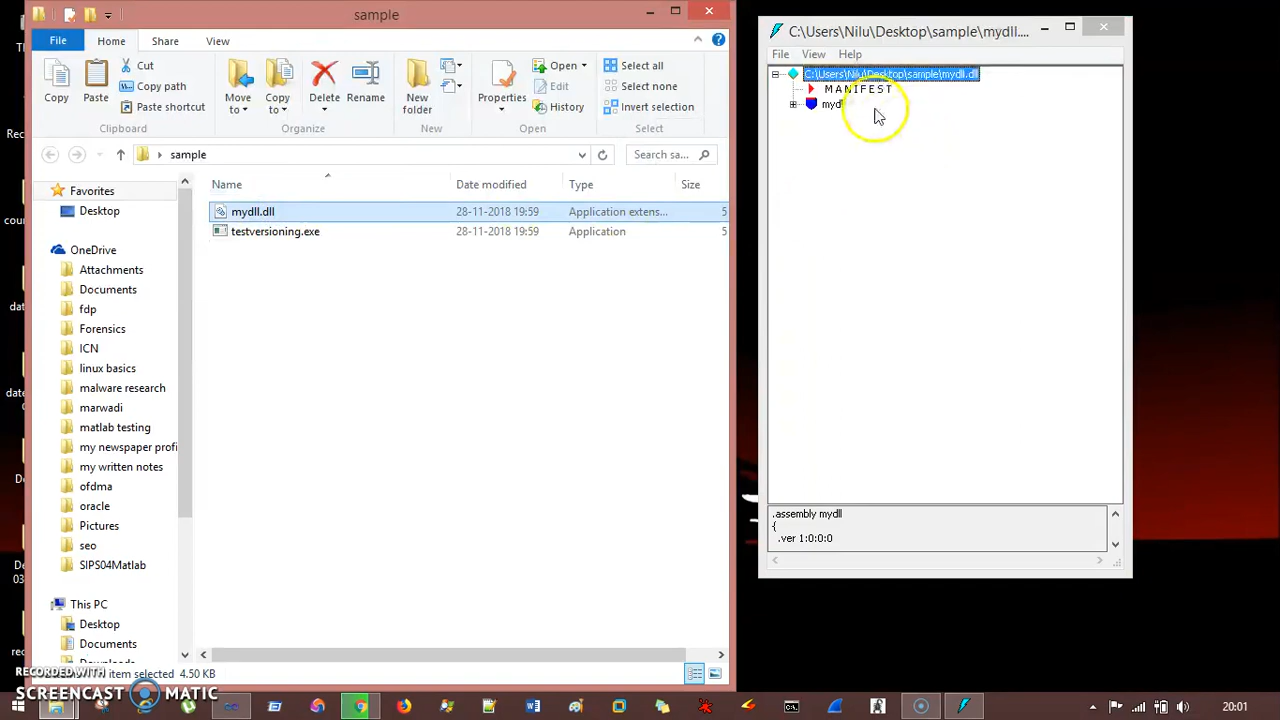 sample
File
Home
Share
View
Copy
Paste
Cut
Copy path
Paste shortcut
Clipboard
Move to
Copy to
Delete
Rename
Organize
New folder
New
Properties
Open
Edit
History
Open
Select all
Select none
Invert selection
Select
sample
Search sa...
Name
Date modified
Type
Size
mydll.dll
28-11-2018 19:59
Application extens...
5
testversioning.exe
28-11-2018 19:59
Application
5
Favorites
Desktop
OneDrive
Attachments
Documents
fdp
Forensics
ICN
linux basics
malware research
marwadi
matlab testing
my newspaper profi
my written notes
ofdma
oracle
Pictures
seo
SIPS04Matlab
This PC
Desktop
Documents
item selected 4.50 KB
RECORDED WITH
SCREENCAST MATIC
C:\Users\Nilu\Desktop\sample\mydll....
File
View
Help
C:\Users\Nilu\Desktop\sample\mydll.dll
M A N I F E S T
myd
.assembly mydll
{
.ver 1:0:0:0
20:01